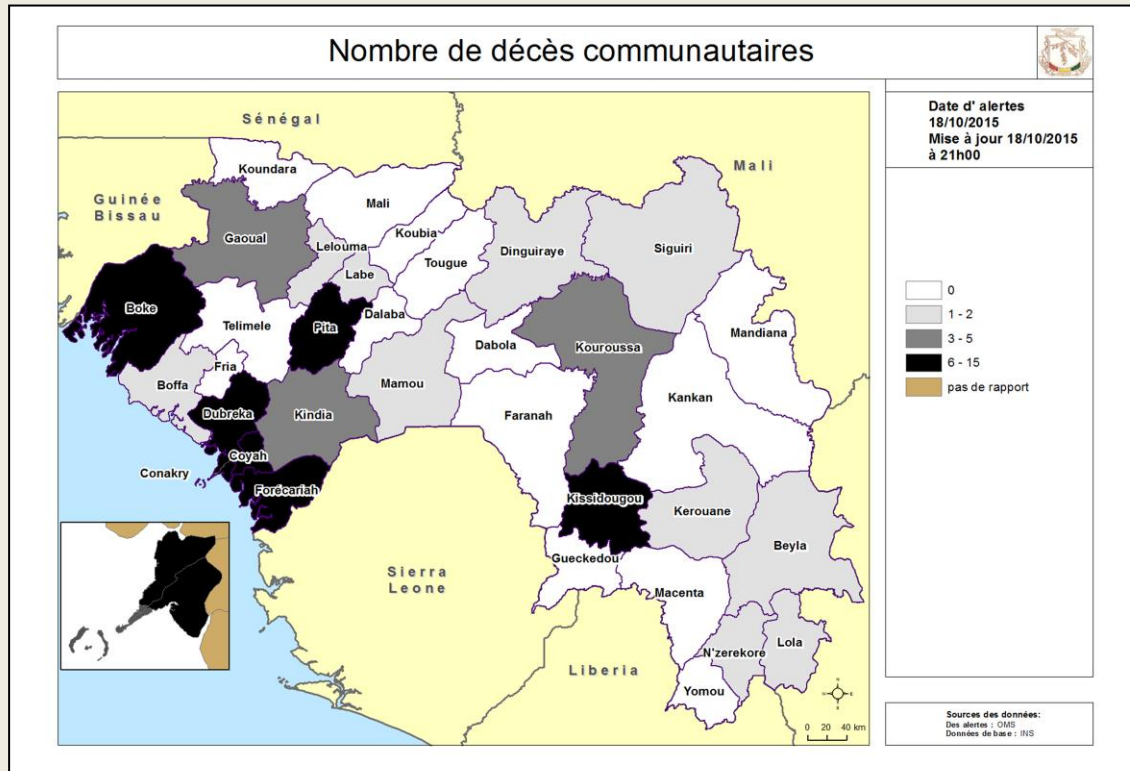 Nombre de décès communautaires
Date d' alertes
18/10/2015
Mise à jour 18/10/2015
à 21h00
0
1 - 2
3 - 5
6 - 15
pas de rapport
Sénégal
Mali
Guinée
Bissau
Koundara
Mali
Koubia
Gaoual
Lelouma
Labe
Tougue
Dinguiraye
Siguiri
Boke
Telimele
Pita
Dalaba
Dabola
Kouroussa
Mandiana
Fria
Boffa
Mamou
Kankan
Dubreka
Kindia
Faranah
Coyah
Conakry
Forécariah
Kissidougou
Kerouane
Beyla
Gueckedou
Sierra
Leone
Macenta
N'zerekore
Lola
Liberia
Yomou
0 20 40 km
Sources des données:
Des alertes : OMS
Données de base : INS